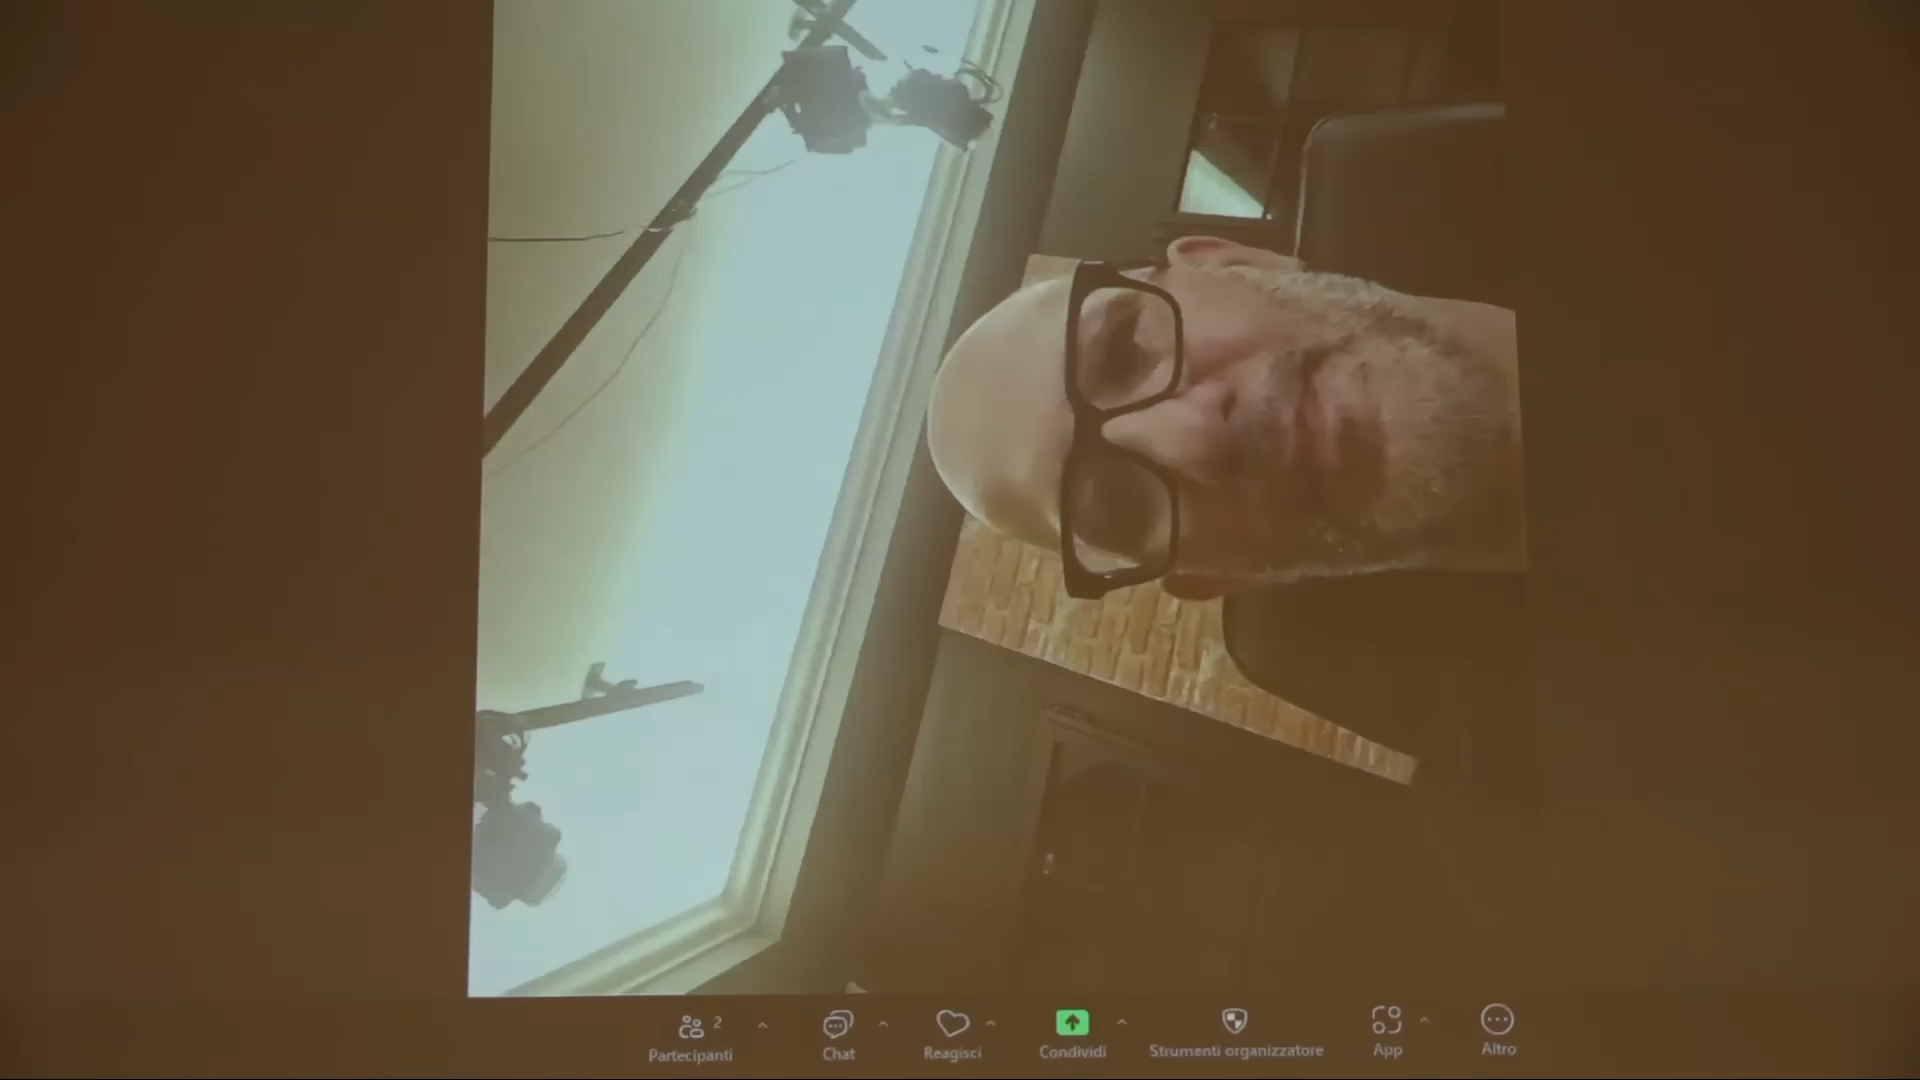 2
Partecipanti
Chat
Reagisci
Condividi
Strumenti organizzatore
App
Altro